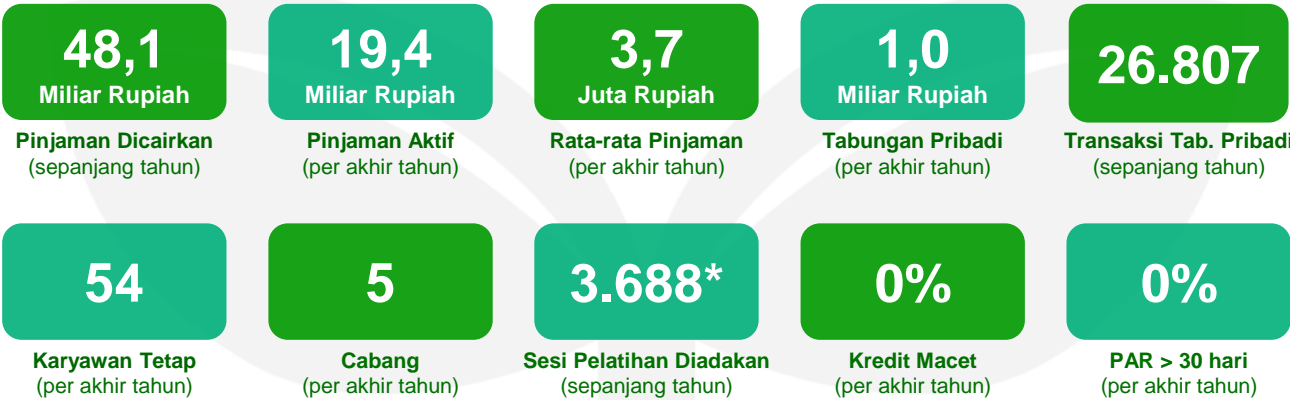 48,1
Miliar Rupiah
Pinjaman Dicairkan
(sepanjang tahun)
19,4
Miliar Rupiah
Pinjaman Aktif
(per akhir tahun)
3,7
Juta Rupiah
Rata-rata Pinjaman
(per akhir tahun)
1,0
Miliar Rupiah
Tabungan Pribadi
(per akhir tahun)
26.807
Transaksi Tab. Pribadi
(sepanjang tahun)
54
Karyawan Tetap
(per akhir tahun)
5
Cabang
(per akhir tahun)
3.688*
Sesi Pelatihan Diadakan
(sepanjang tahun)
0%
Kredit Macet
(per akhir tahun)
0%
PAR > 30 hari
(per akhir tahun)